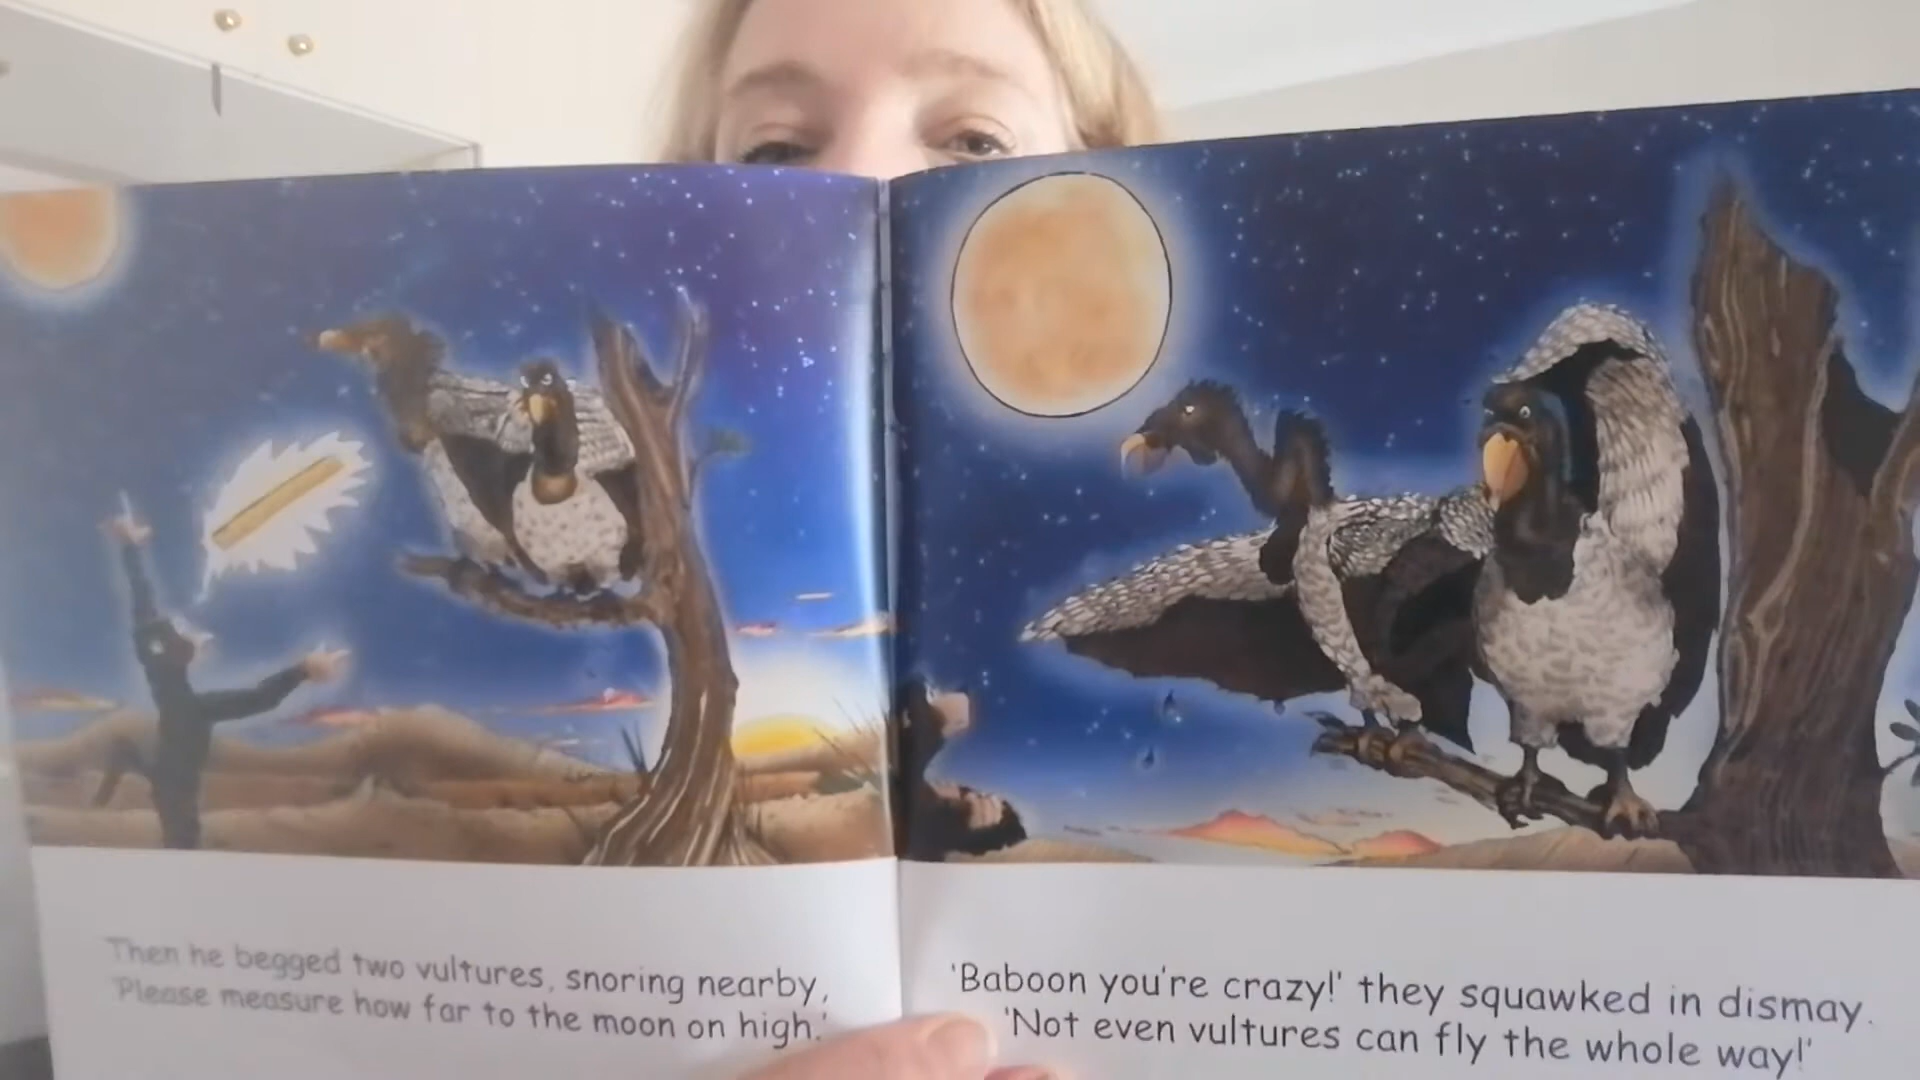 Then he begged two vultures, snoring nearby,
'Please measure how far to the moon on high.'
'Baboon you're crazy!' they squawked in dismay.
'Not even vultures can fly the whole way!'